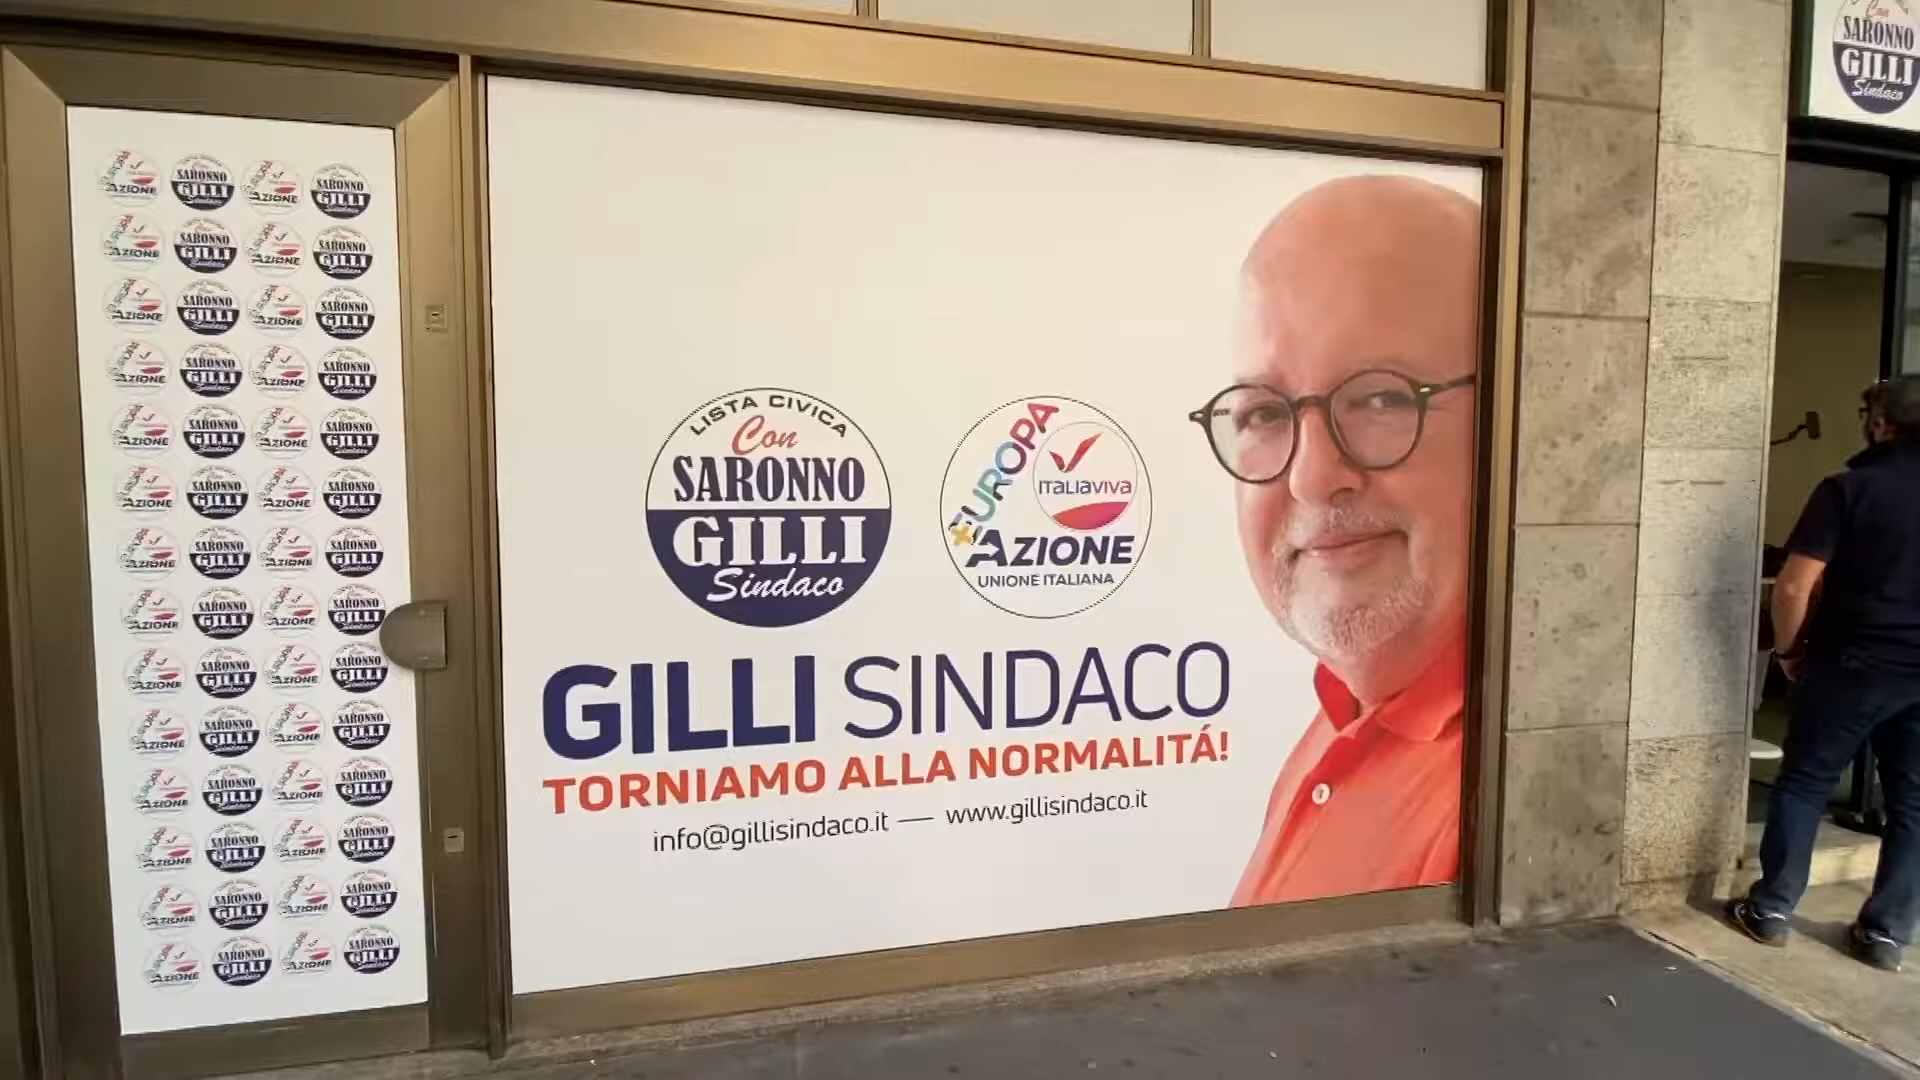 LISTA CIVICA
Con
SARONNO
GILLI
Sindaco
+EUROPA
ITALIAVIVA
AZIONE
UNIONE ITALIANA
GILLI SINDACO
TORNIAMO ALLA NORMALITÁ!
info@gillisindaco.it — www.gillisindaco.it
Con
SARONNO
GILLI
Sindaco